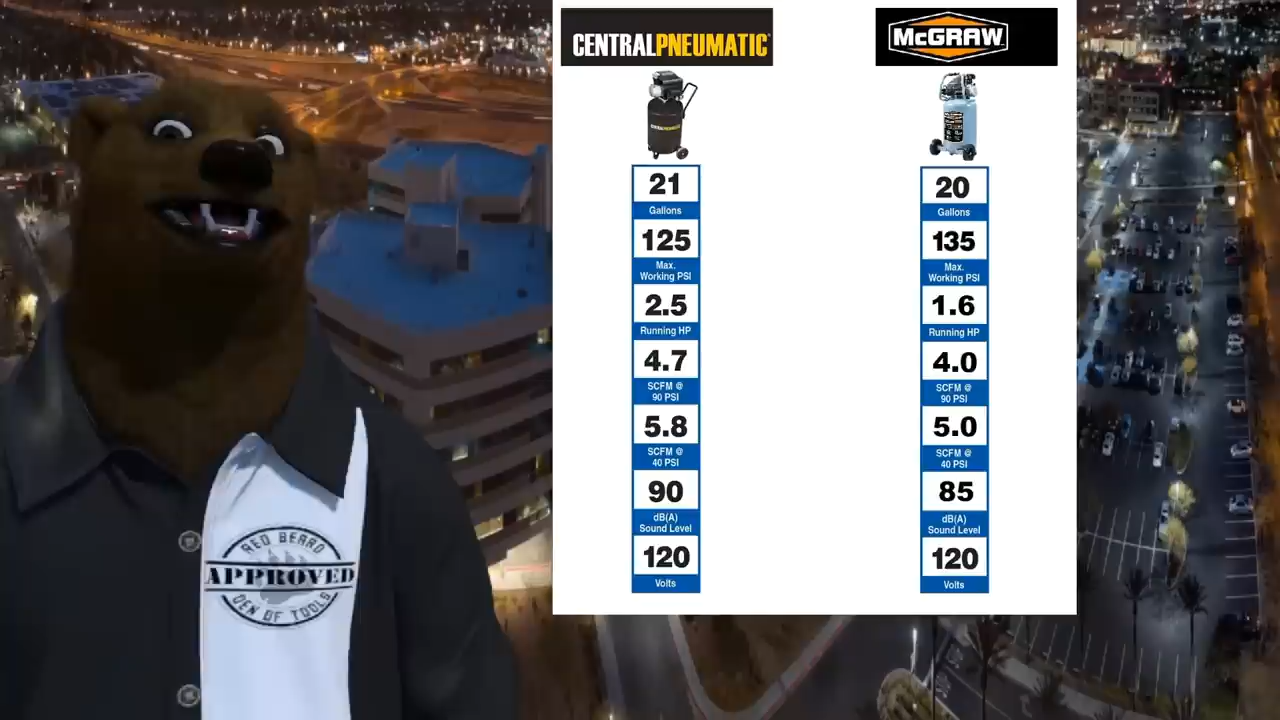 CENTRALPNEUMATIC
McGRAW
21
Gallons
125
Max.
Working PSI
2.5
Running HP
4.7
SCFM @
90 PSI
5.8
SCFM @
40 PSI
90
dB(A)
Sound Level
120
Volts
20
Gallons
135
Max.
Working PSI
1.6
Running HP
4.0
SCFM @
90 PSI
5.0
SCFM @
40 PSI
85
dB(A)
Sound Level
120
Volts
RED BEARD
APPROVED
DEN OF TOOLS